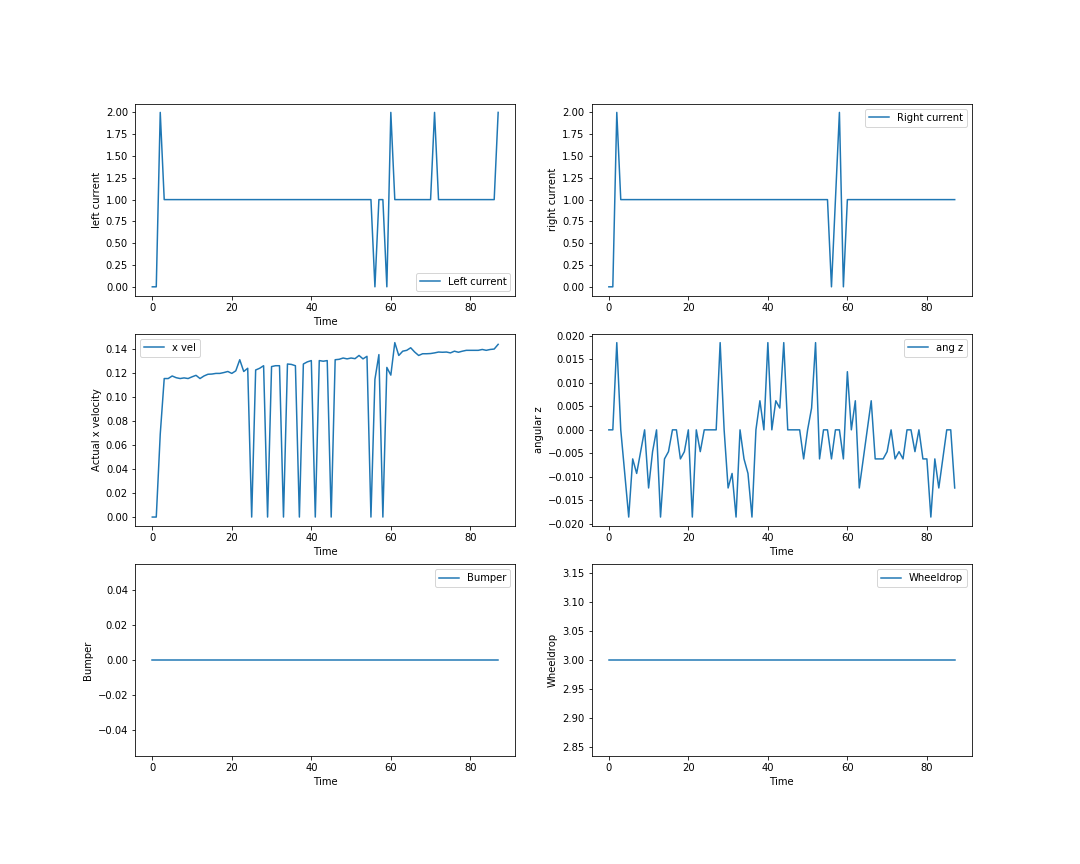 2.00
1.75
1.50
1.25
1.00
0.75
0.50
0.25
0.00
left current
Left current
0 20 40 60 80
Time
2.00
1.75
1.50
1.25
1.00
0.75
0.50
0.25
0.00
right current
Right current
0 20 40 60 80
Time
0.14
0.12
0.10
0.08
0.06
0.04
0.02
0.00
Actual x velocity
x vel
0 20 40 60 80
Time
0.020
0.015
0.010
0.005
0.000
−0.005
−0.010
−0.015
−0.020
angular z
ang z
0 20 40 60 80
Time
0.04
0.02
0.00
−0.02
−0.04
Bumper
Bumper
0 20 40 60 80
Time
3.15
3.10
3.05
3.00
2.95
2.90
2.85
Wheeldrop
Wheeldrop
0 20 40 60 80
Time